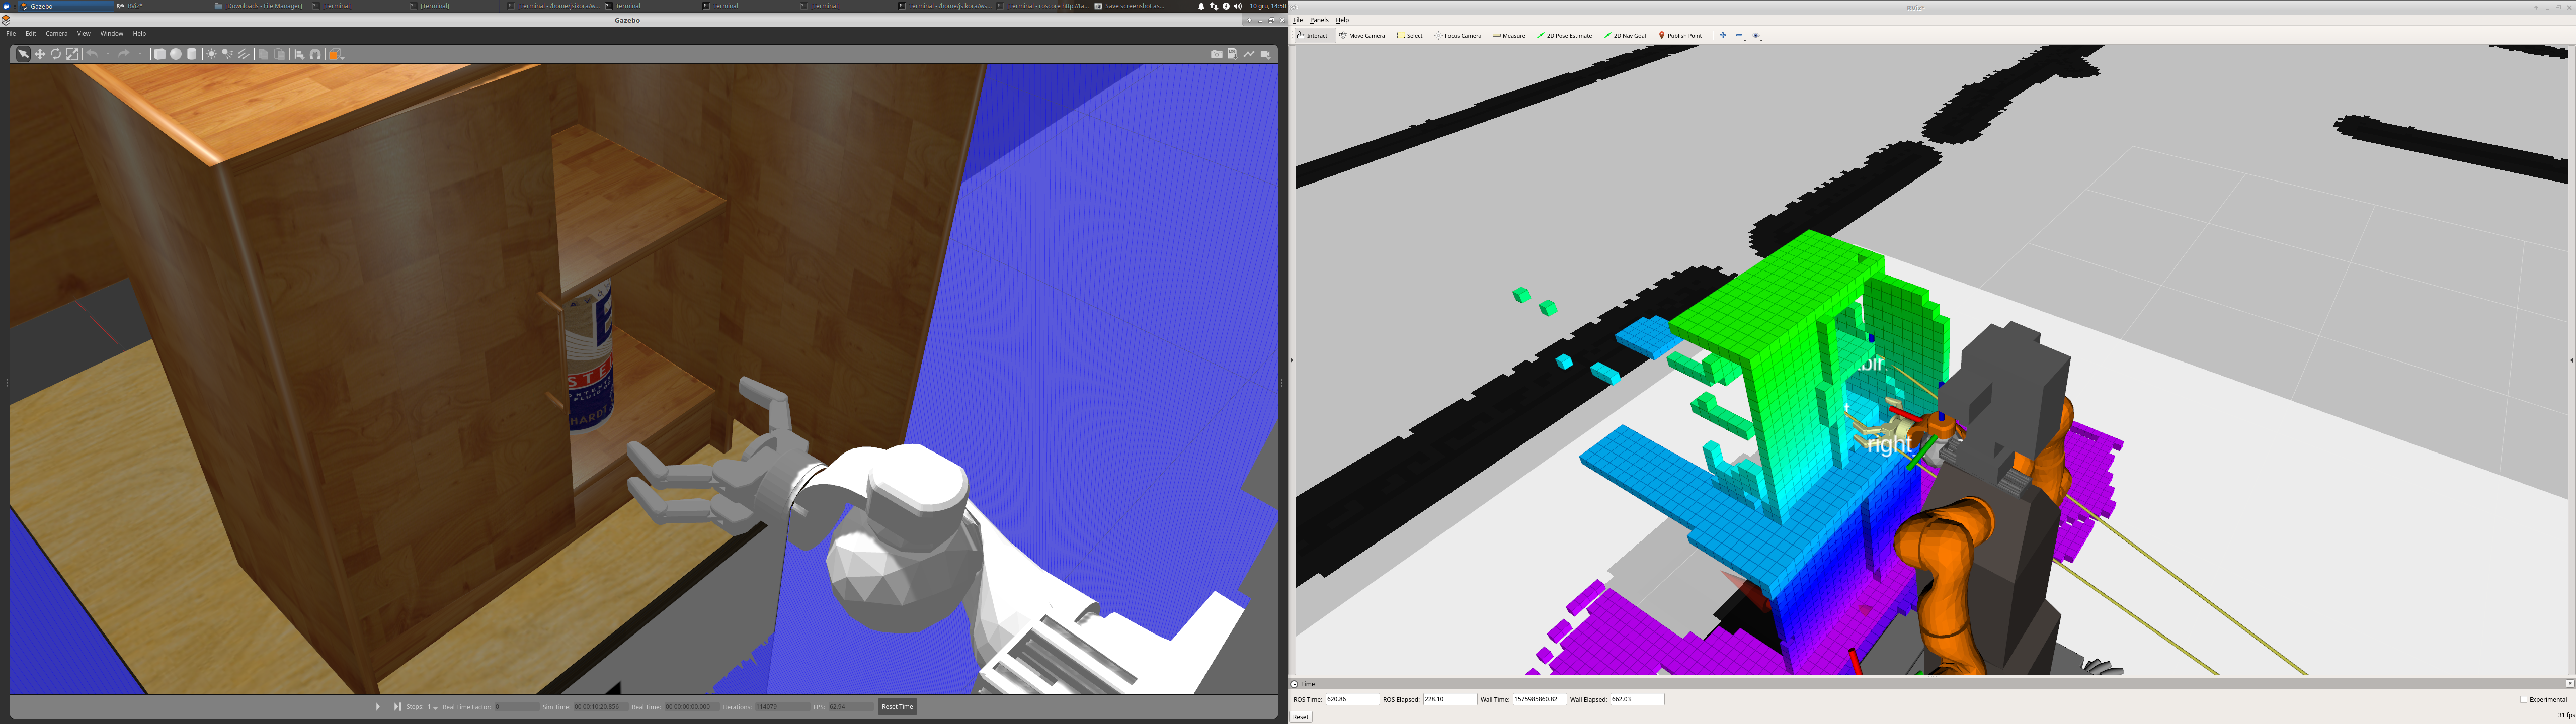 Gazebo RViz* [Downloads - File Manager] [Terminal] [Terminal] [Terminal - /home/jsikora/w... Terminal Terminal [Terminal] Terminal - /home/jsikora/ws... [Terminal - roscore http://ta... Save screenshot as... 10 gru, 14:50
Gazebo
File Edit Camera View Window Help
STE
HARD
Steps: 1 Real Time Factor: 0 Sim Time: 00 00:10:20.856 Real Time: 00 00:00:00.000 Iterations: 114079 FPS: 62.94 Reset Time
RViz*
File Panels Help
Interact Move Camera Select Focus Camera Measure 2D Pose Estimate 2D Nav Goal Publish Point
right
Time
ROS Time: 620.86 ROS Elapsed: 228.10 Wall Time: 1575985860.82 Wall Elapsed: 662.03 Experimental
Reset 31 fps